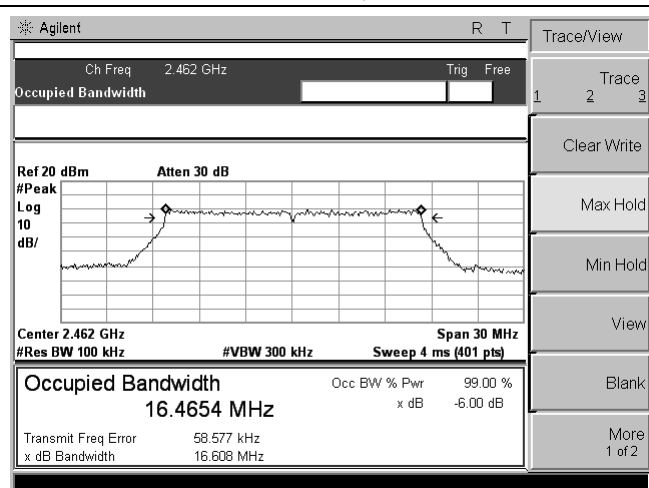 Agilent R T
Trace/View
Ch Freq 2.462 GHz Trig Free
Occupied Bandwidth
Trace
1 2 3
Clear Write
Ref 20 dBm Atten 30 dB
#Peak
Log
10
dB/
Max Hold
Min Hold
Center 2.462 GHz Span 30 MHz
#Res BW 100 kHz #VBW 300 kHz Sweep 4 ms (401 pts)
View
Occupied Bandwidth Occ BW % Pwr 99.00 %
16.4654 MHz x dB -6.00 dB
Blank
Transmit Freq Error 58.577 kHz
x dB Bandwidth 16.608 MHz
More
1 of 2